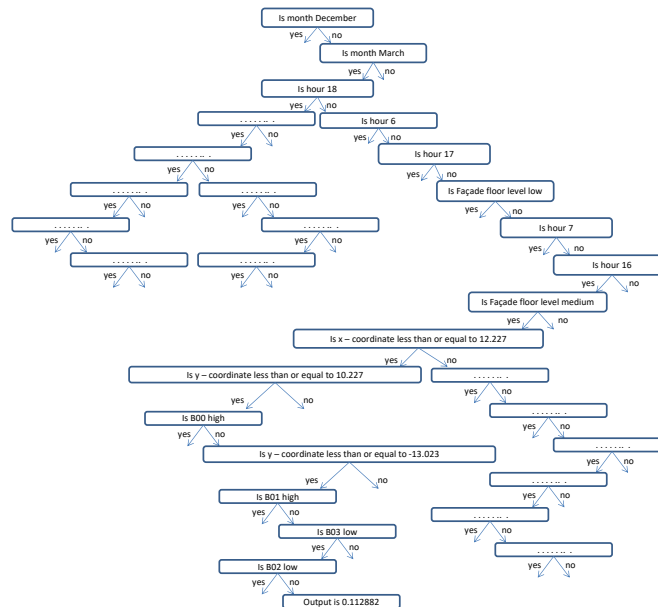 Is month December
yes no
Is month March
yes no
Is hour 18
yes no
. . . . . .. .
Is hour 6
yes no
yes no
. . . . . .. .
Is hour 17
yes no
yes no
. . . . . .. .
. . . . . .. .
Is Façade floor level low
yes no
yes no
yes no
. . . . . .. .
. . . . . .. .
Is hour 7
yes no
yes no
yes no
. . . . . .. .
. . . . . .. .
Is hour 16
yes no
yes no
yes no
Is Façade floor level medium
yes no
Is x – coordinate less than or equal to 12.227
yes no
Is y – coordinate less than or equal to 10.227
. . . . . .. .
yes no
yes no
. . . . . .. .
Is B00 high
yes no
yes no
. . . . . .. .
Is y – coordinate less than or equal to -13.023
yes no
yes no
. . . . . .. .
Is B01 high
yes no
yes no
. . . . . .. .
Is B03 low
yes no
yes no
. . . . . .. .
Is B02 low
yes no
yes no
Output is 0.112882